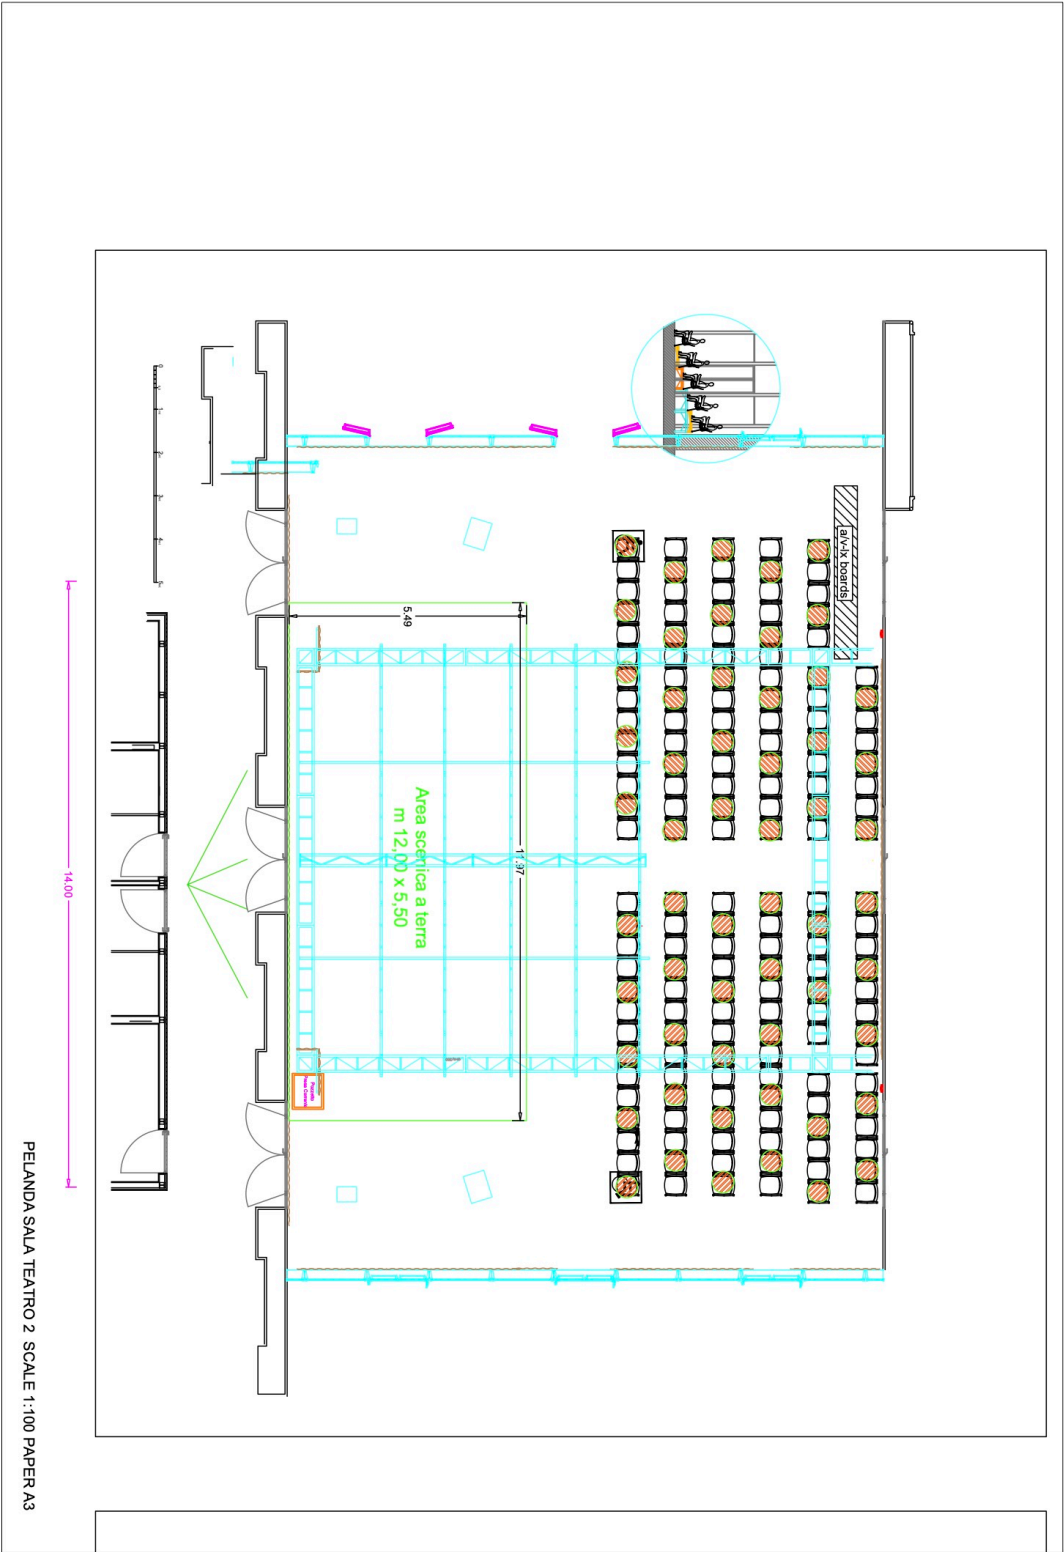 a/v-lx boards
5.49
11.97
Area scenica a terra
m 12,00 x 5,50
14.00
PELANDA SALA TEATRO 2 SCALE 1:100 PAPER A3